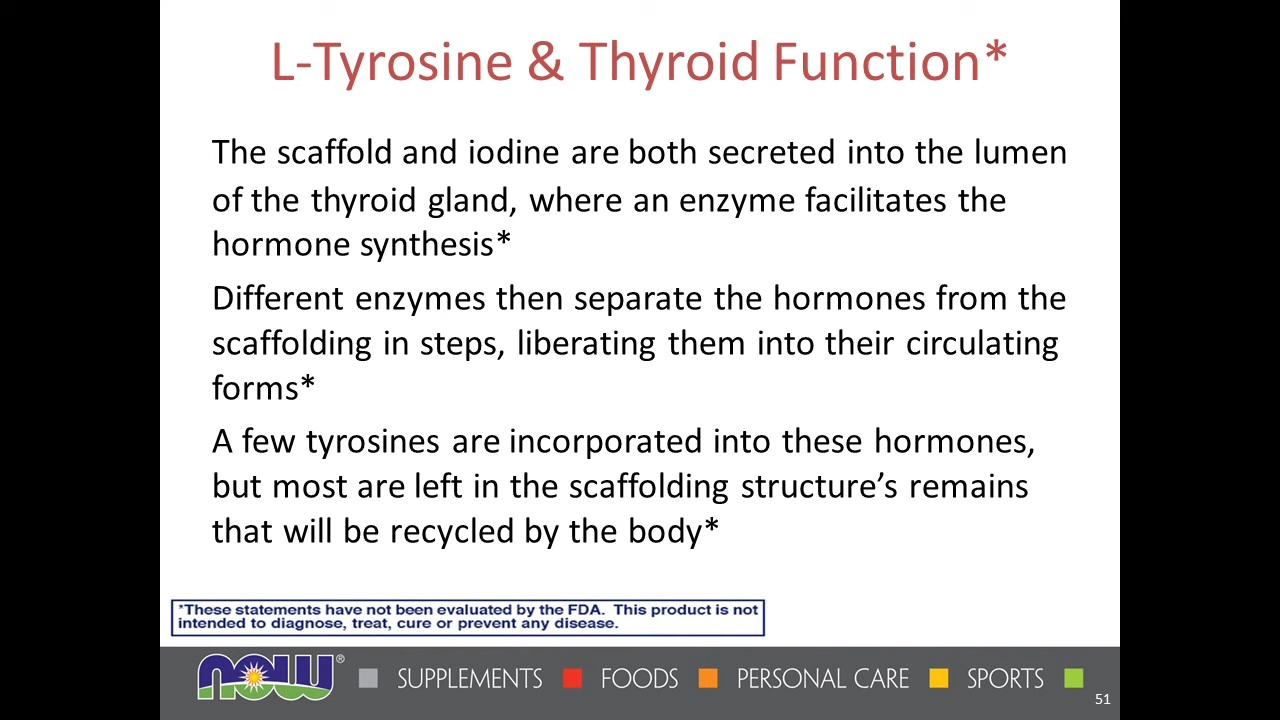 L-Tyrosine & Thyroid Function*
The scaffold and iodine are both secreted into the lumen
of the thyroid gland, where an enzyme facilitates the
hormone synthesis*
Different enzymes then separate the hormones from the
scaffolding in steps, liberating them into their circulating
forms*
A few tyrosines are incorporated into these hormones,
but most are left in the scaffolding structure’s remains
that will be recycled by the body*
*These statements have not been evaluated by the FDA. This product is not
intended to diagnose, treat, cure or prevent any disease.
now® SUPPLEMENTS FOODS PERSONAL CARE SPORTS
51